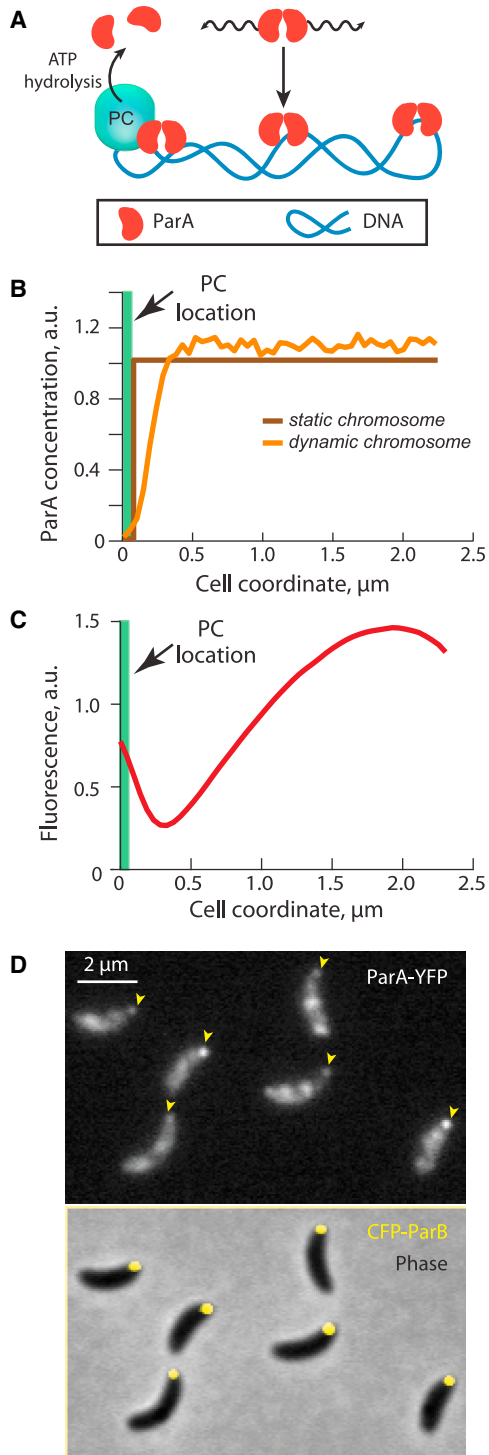 A
ATP
hydrolysis
PC
ParA
DNA
B
PC
location
ParA concentration, a.u.
1.2
0.8
0.4
0
static chromosome
dynamic chromosome
0
0.5
1.0
1.5
2.0
2.5
Cell coordinate, μm
C
PC
location
Fluorescence, a.u.
1.5
1.0
0.5
0
0
0.5
1.0
1.5
2.0
2.5
Cell coordinate, μm
D
2 μm
ParA-YFP
CFP-ParB
Phase